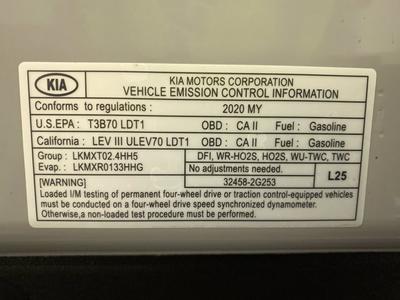 KIA
KIA MOTORS CORPORATION
VEHICLE EMISSION CONTROL INFORMATION
Conforms to regulations : 2020 MY
U.S.EPA : T3B70 LDT1 OBD : CA II Fuel : Gasoline
California : LEV III ULEV70 LDT1 OBD : CA II Fuel : Gasoline
Group : LKMXT02.4HH5 DFI, WR-HO2S, HO2S, WU-TWC, TWC
Evap. : LKMXR0133HHG No adjustments needed. L25
32458-2G253
Loaded I/M testing of permanent four-wheel drive or traction control-equipped vehicles
must be conducted on a four-wheel drive speed synchronized dynamometer.
Otherwise,a non-loaded test procedure must be conducted.